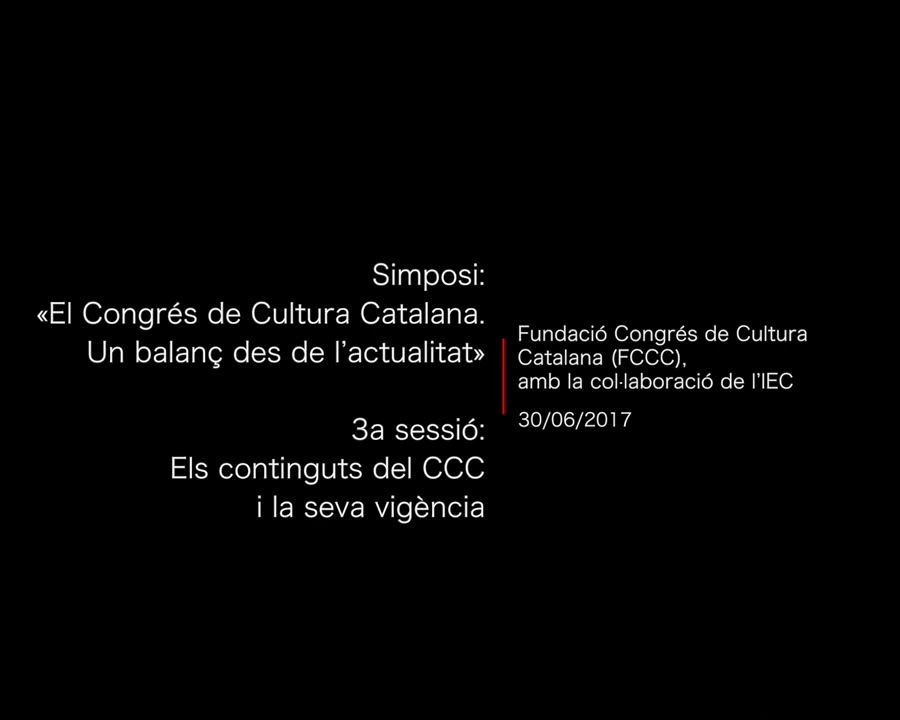 Simposi:
«El Congrés de Cultura Catalana.
Un balanç des de l'actualitat»
3a sessió:
Els continguts del CCC
i la seva vigència
Fundació Congrés de Cultura
Catalana (FCCC),
amb la col·laboració de l'IEC
30/06/2017